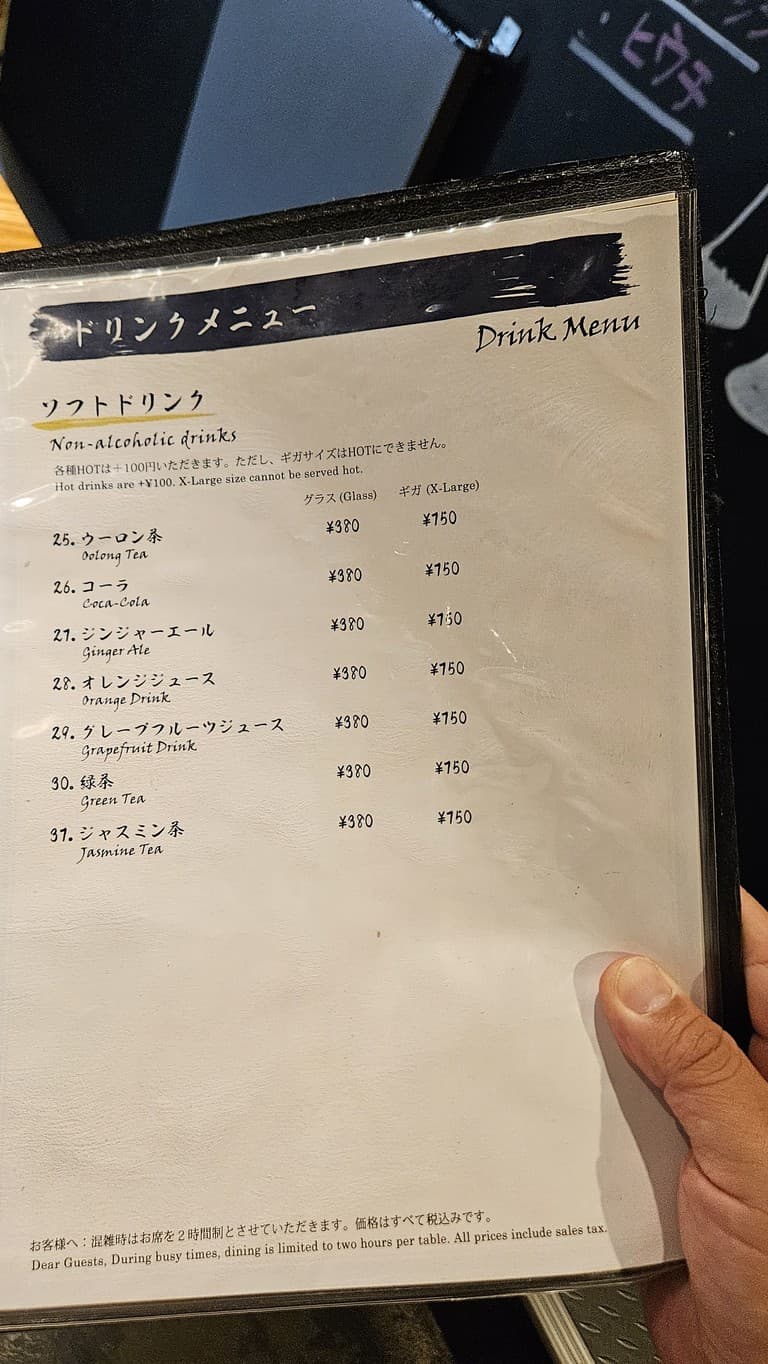 ヒウチ
ドリンクメニュー
Drink Menu
ソフトドリンク
Non-alcoholic drinks
各種HOTは+100円いただきます。ただし、ギガサイズはHOTにできません。
Hot drinks are +¥100. X-Large size cannot be served hot.
グラス (Glass) ギガ (X-Large)
25. ウーロン茶 ¥380 ¥750
Oolong Tea
26. コーラ ¥380 ¥750
Coca-Cola
27. ジンジャーエール ¥380 ¥750
Ginger Ale
28. オレンジジュース ¥380 ¥750
Orange Drink
29. グレープフルーツジュース ¥380 ¥750
Grapefruit Drink
30. 緑茶 ¥380 ¥750
Green Tea
31. ジャスミン茶 ¥380 ¥750
Jasmine Tea
お客様へ：混雑時はお席を２時間制とさせていただきます。価格はすべて税込みです。
Dear Guests, During busy times, dining is limited to two hours per table. All prices include sales tax.